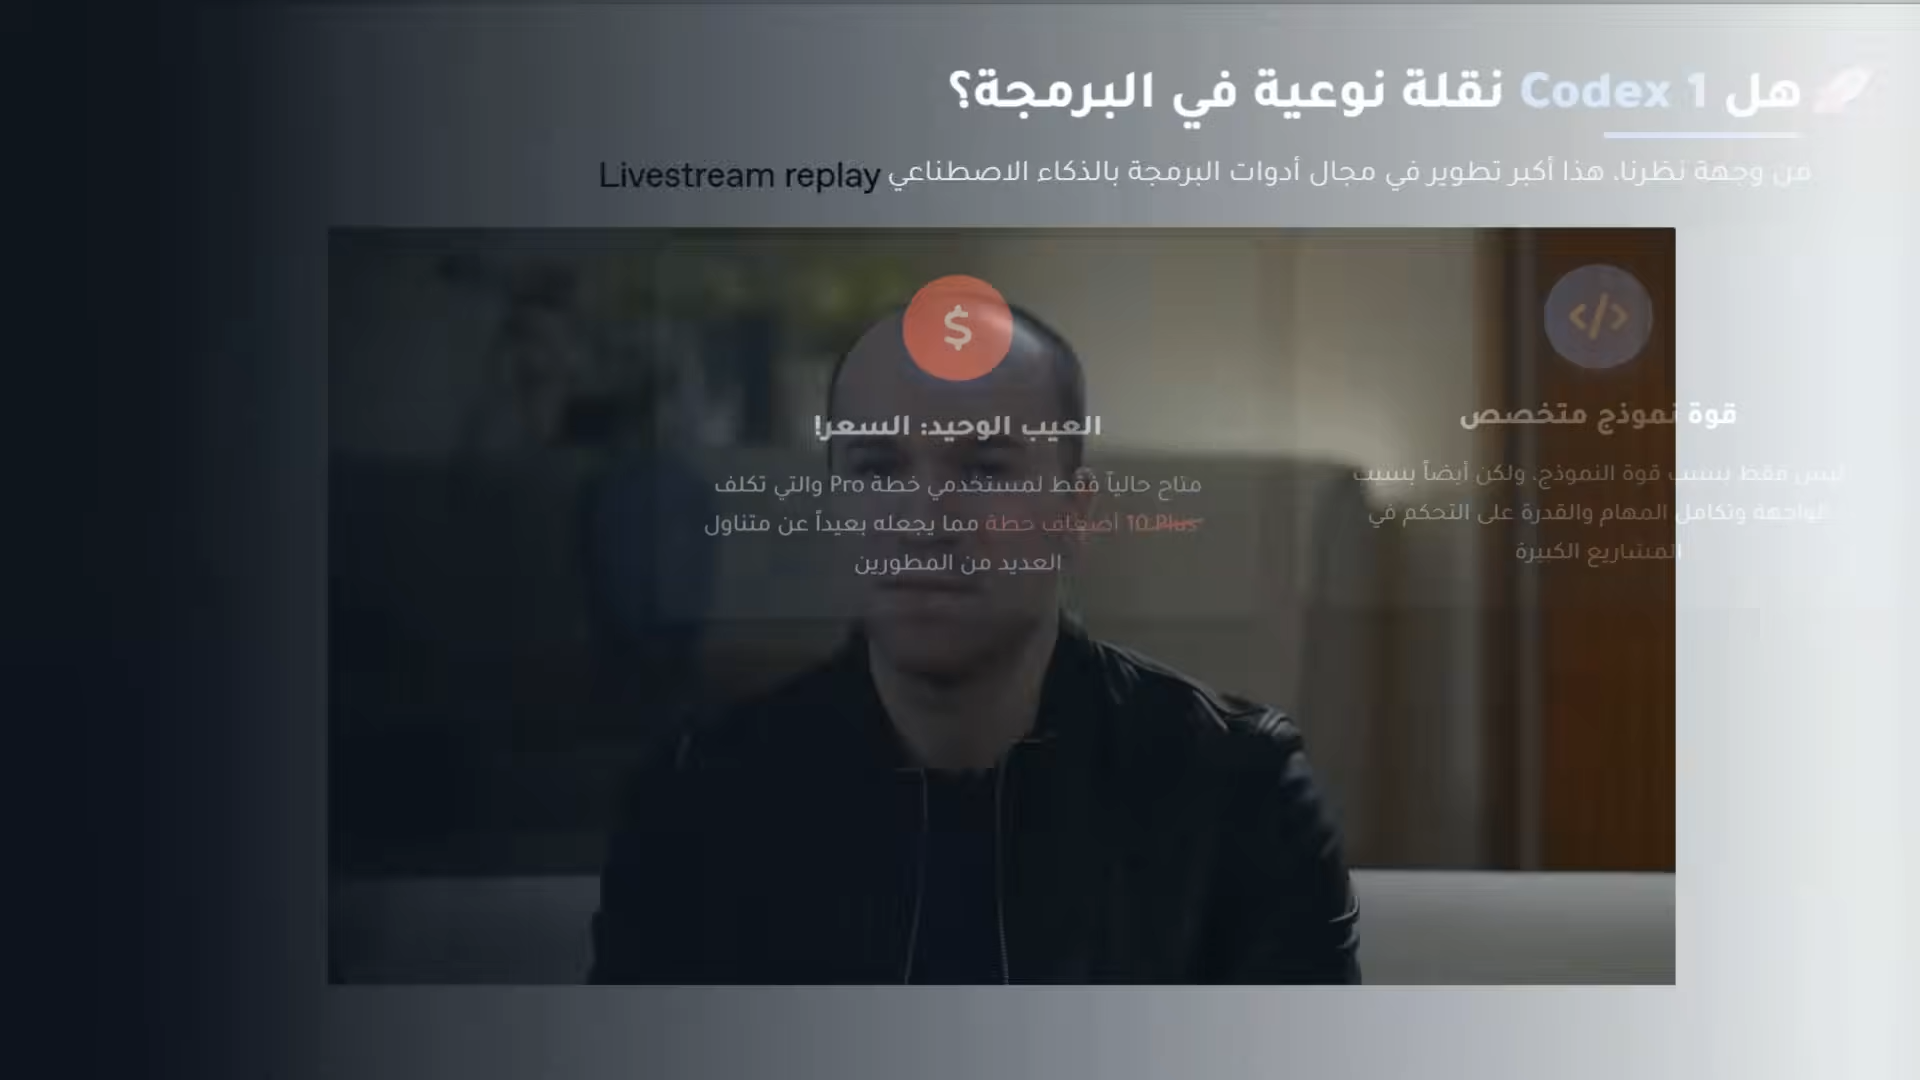 هل Codex 1 نقلة نوعية في البرمجة؟
من وجهة نظرنا، هذا أكبر تطوير في مجال أدوات البرمجة بالذكاء الاصطناعي
Livestream replay
</>
قوة نموذج متخصص
ليس فقط بسبب قوة النموذج، ولكن أيضاً بسبب
الواجهة وتكامل المهام والقدرة على التحكم في
المشاريع الكبيرة
$
العيب الوحيد: السعر!
متاح حالياً فقط لمستخدمي خطة Pro والتي تكلف
10 أضعاف خطة Plus مما يجعله بعيداً عن متناول
العديد من المطورين